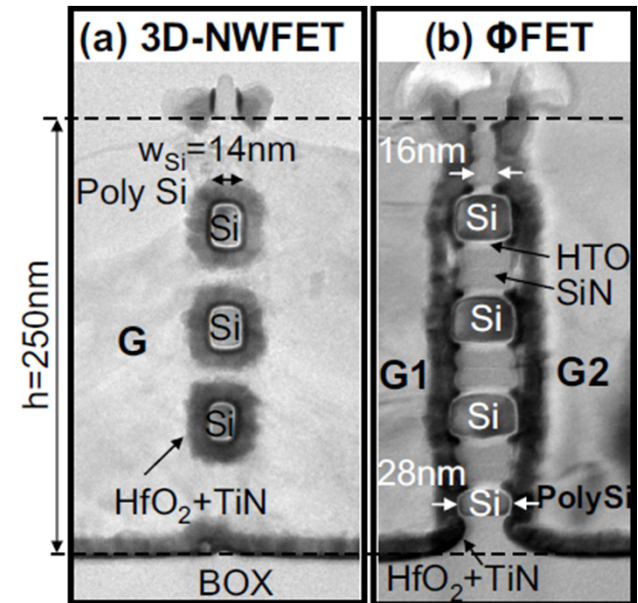 (a) 3D-NWFET
w_Si=14nm
Poly Si
Si
Si
Si
G
h=250nm
HfO₂+TiN
BOX
(b) ΦFET
16nm
Si
HTO
SiN
Si
G1
G2
Si
28nm
Si
PolySi
HfO₂+TiN